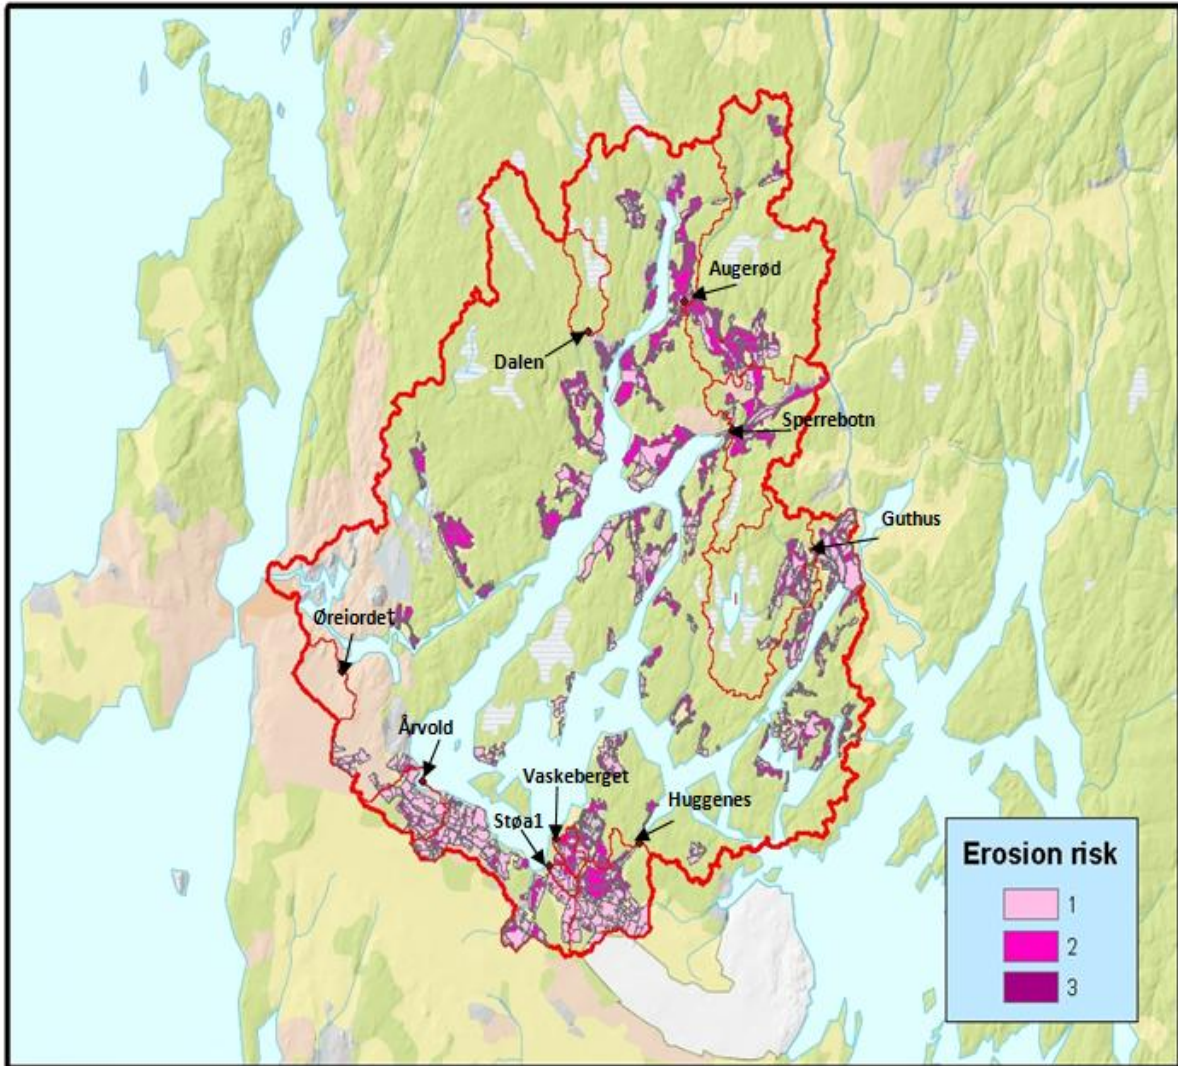 Augerød
Dalen
Sperrebotn
Guthus
Øreiordet
Årvold
Vaskeberget
Huggenes
Støa1
Erosion risk
1
2
3